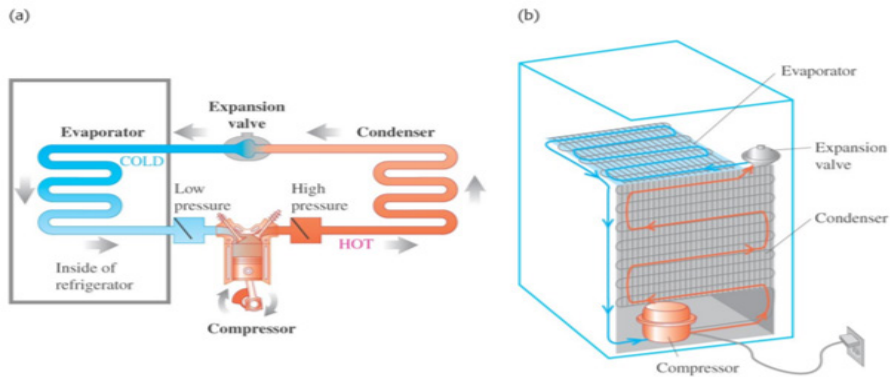 (a)
Evaporator
COLD
Expansion
valve
Condenser
Low
pressure
High
pressure
HOT
Inside of
refrigerator
Compressor
(b)
Evaporator
Expansion
valve
Condenser
Compressor